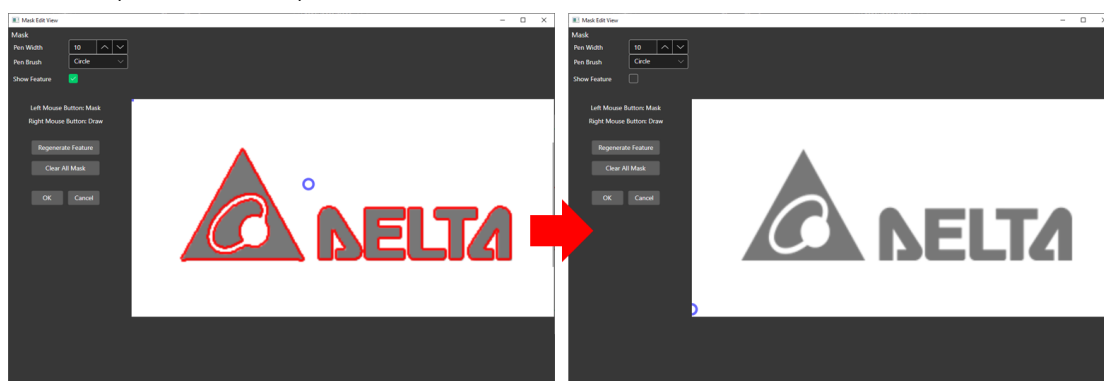 Mask Edit View
Mask
Pen Width 10
Pen Brush Circle
Show Feature
Left Mouse Button: Mask
Right Mouse Button: Draw
Regenerate Feature
Clear All Mask
OK Cancel
DELTA
Mask Edit View
Mask
Pen Width 10
Pen Brush Circle
Show Feature
Left Mouse Button: Mask
Right Mouse Button: Draw
Regenerate Feature
Clear All Mask
OK Cancel
DELTA